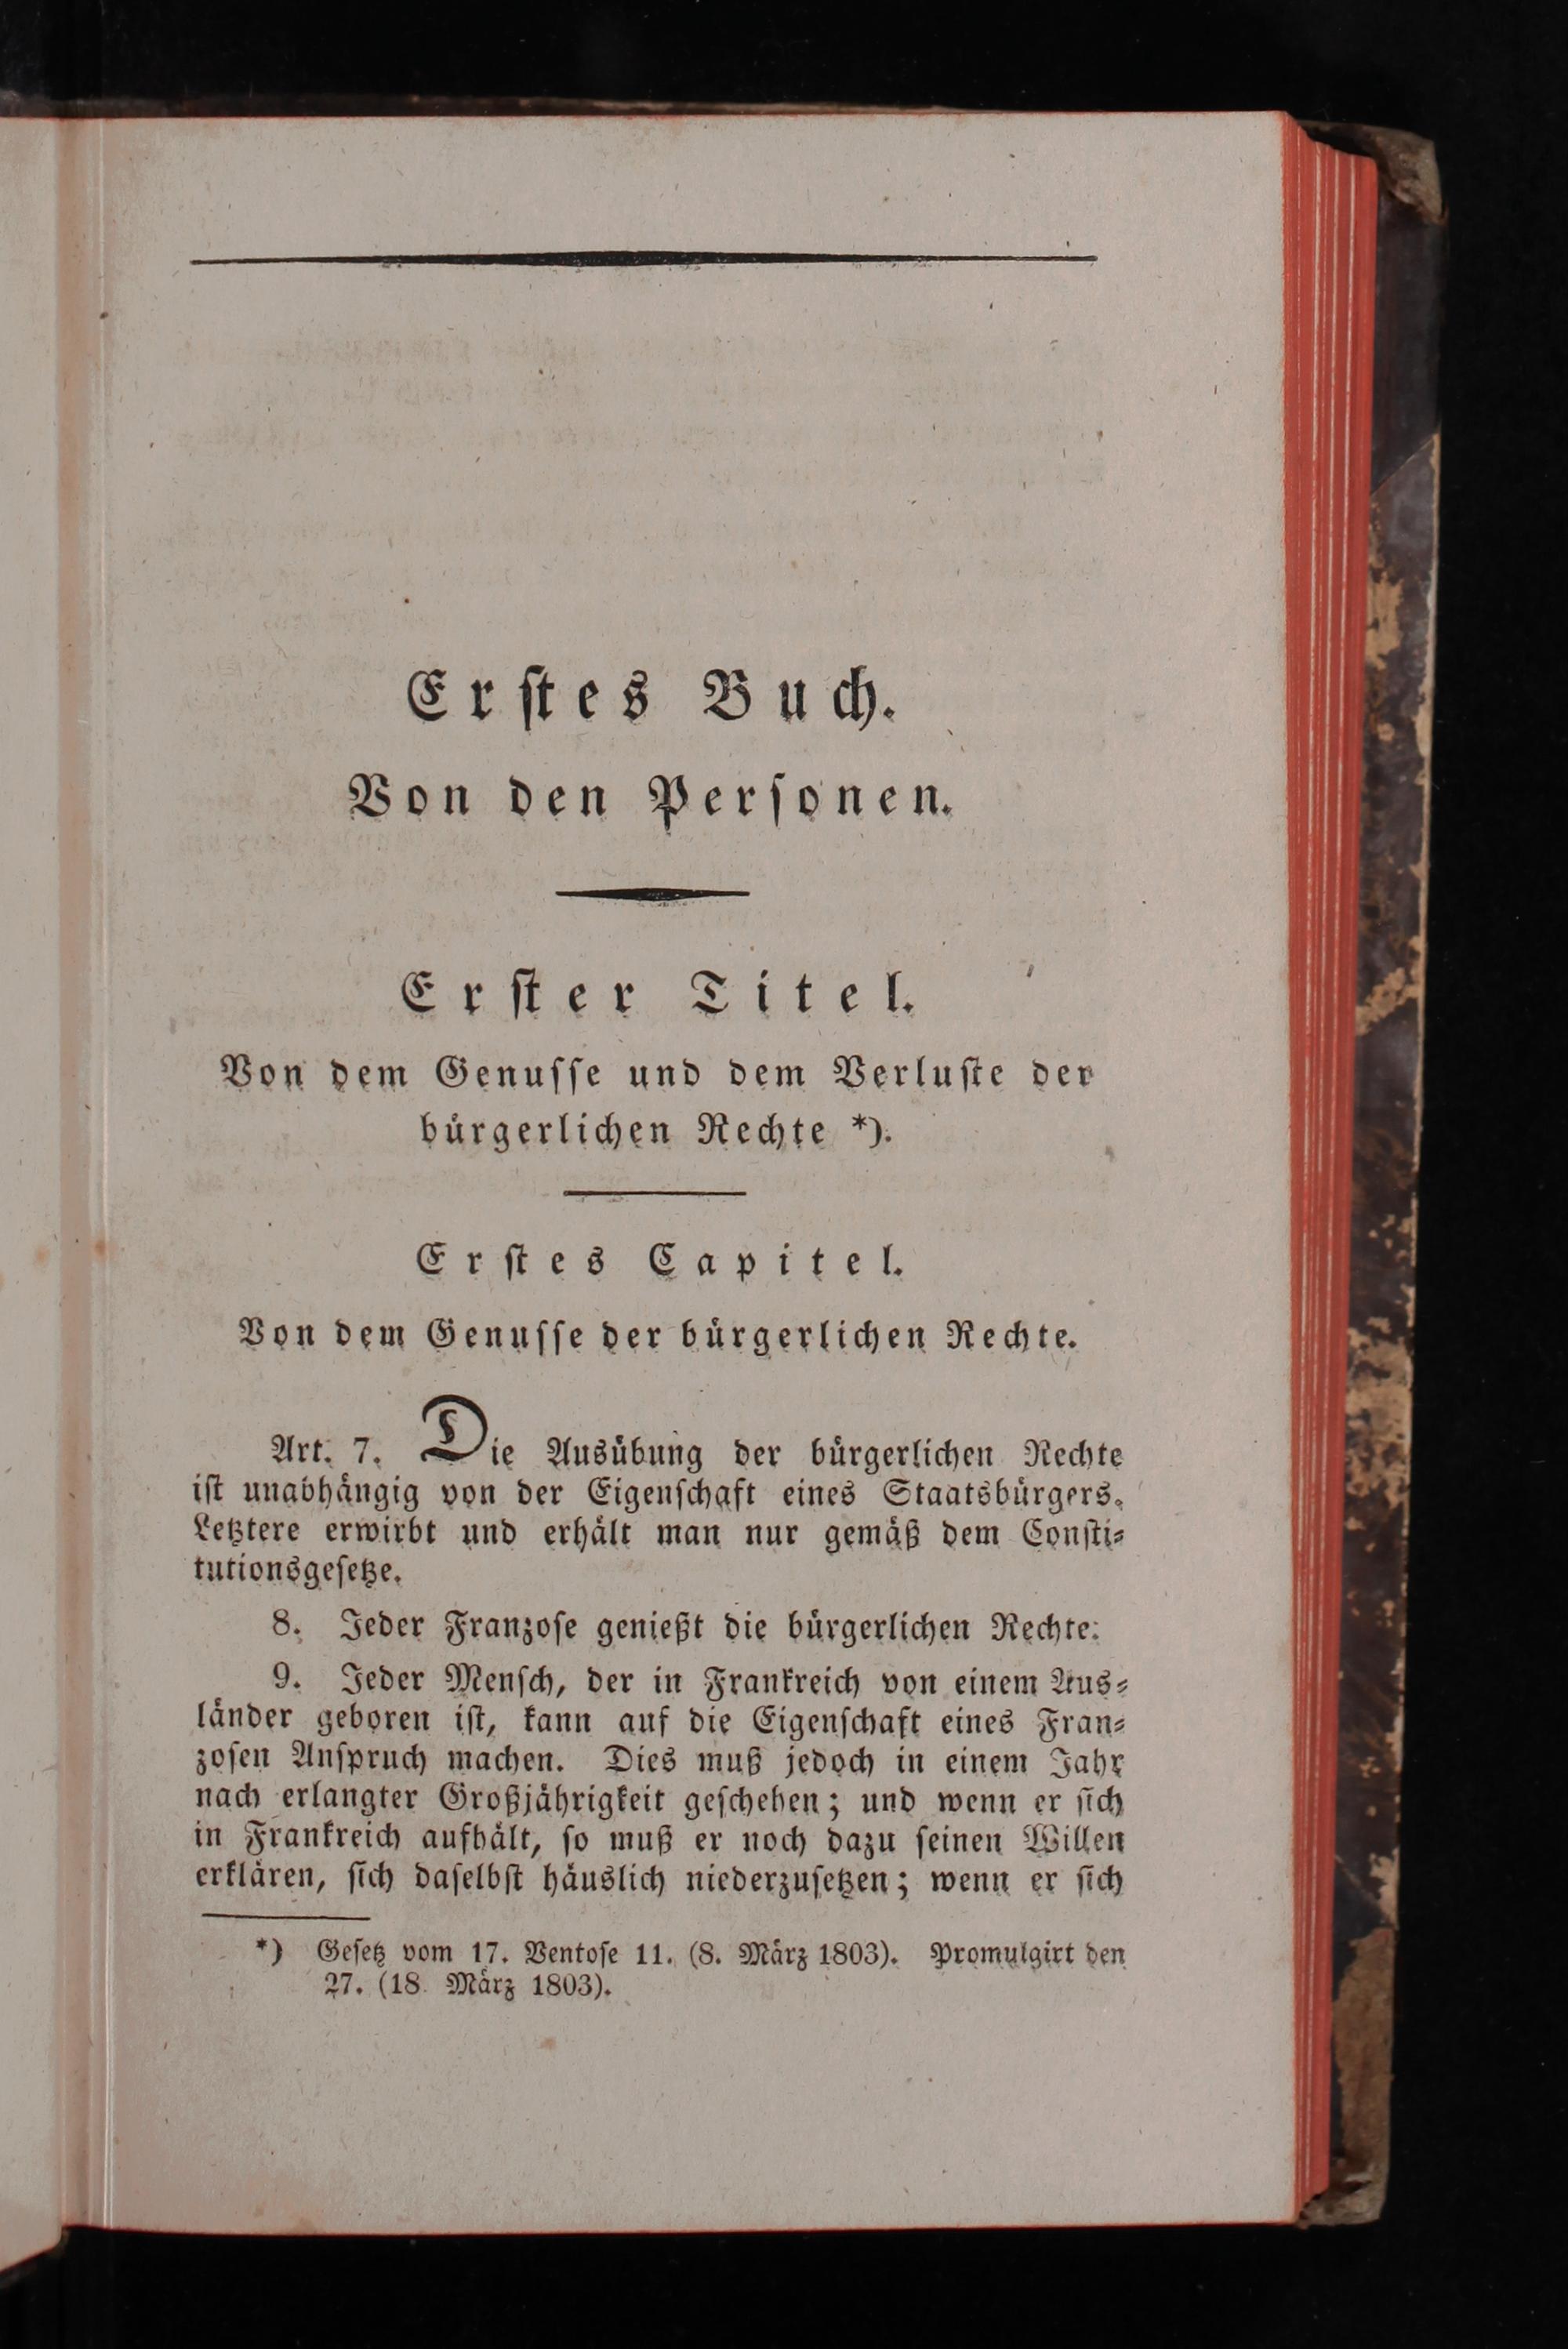 Erſtes Buch.
Von den Perſonen.
Erſter Titel.
Von dem Genuſſe und dem Verluſte der
bürgerlichen Rechte *).
Erſtes Capitel.
Von dem Genuſſe der bürgerlichen Rechte.
Art. 7. Die Ausübung der bürgerlichen Rechte
iſt unabhängig von der Eigenſchaft eines Staatsbürgers.
Letztere erwirbt und erhält man nur gemäß dem Conſti⸗
tutionsgeſetze.
8. Jeder Franzoſe genießt die bürgerlichen Rechte.
9. Jeder Menſch, der in Frankreich von einem Aus⸗
länder geboren iſt, kann auf die Eigenſchaft eines Fran⸗
zoſen Anſpruch machen. Dies muß jedoch in einem Jahr
nach erlangter Großjährigkeit geſchehen; und wenn er ſich
in Frankreich aufhält, ſo muß er noch dazu ſeinen Willen
erklären, ſich daſelbſt häuslich niederzuſetzen; wenn er ſich
*) Geſetz vom 17. Ventoſe 11. (8. März 1803). Promulgirt den
27. (18. März 1803).